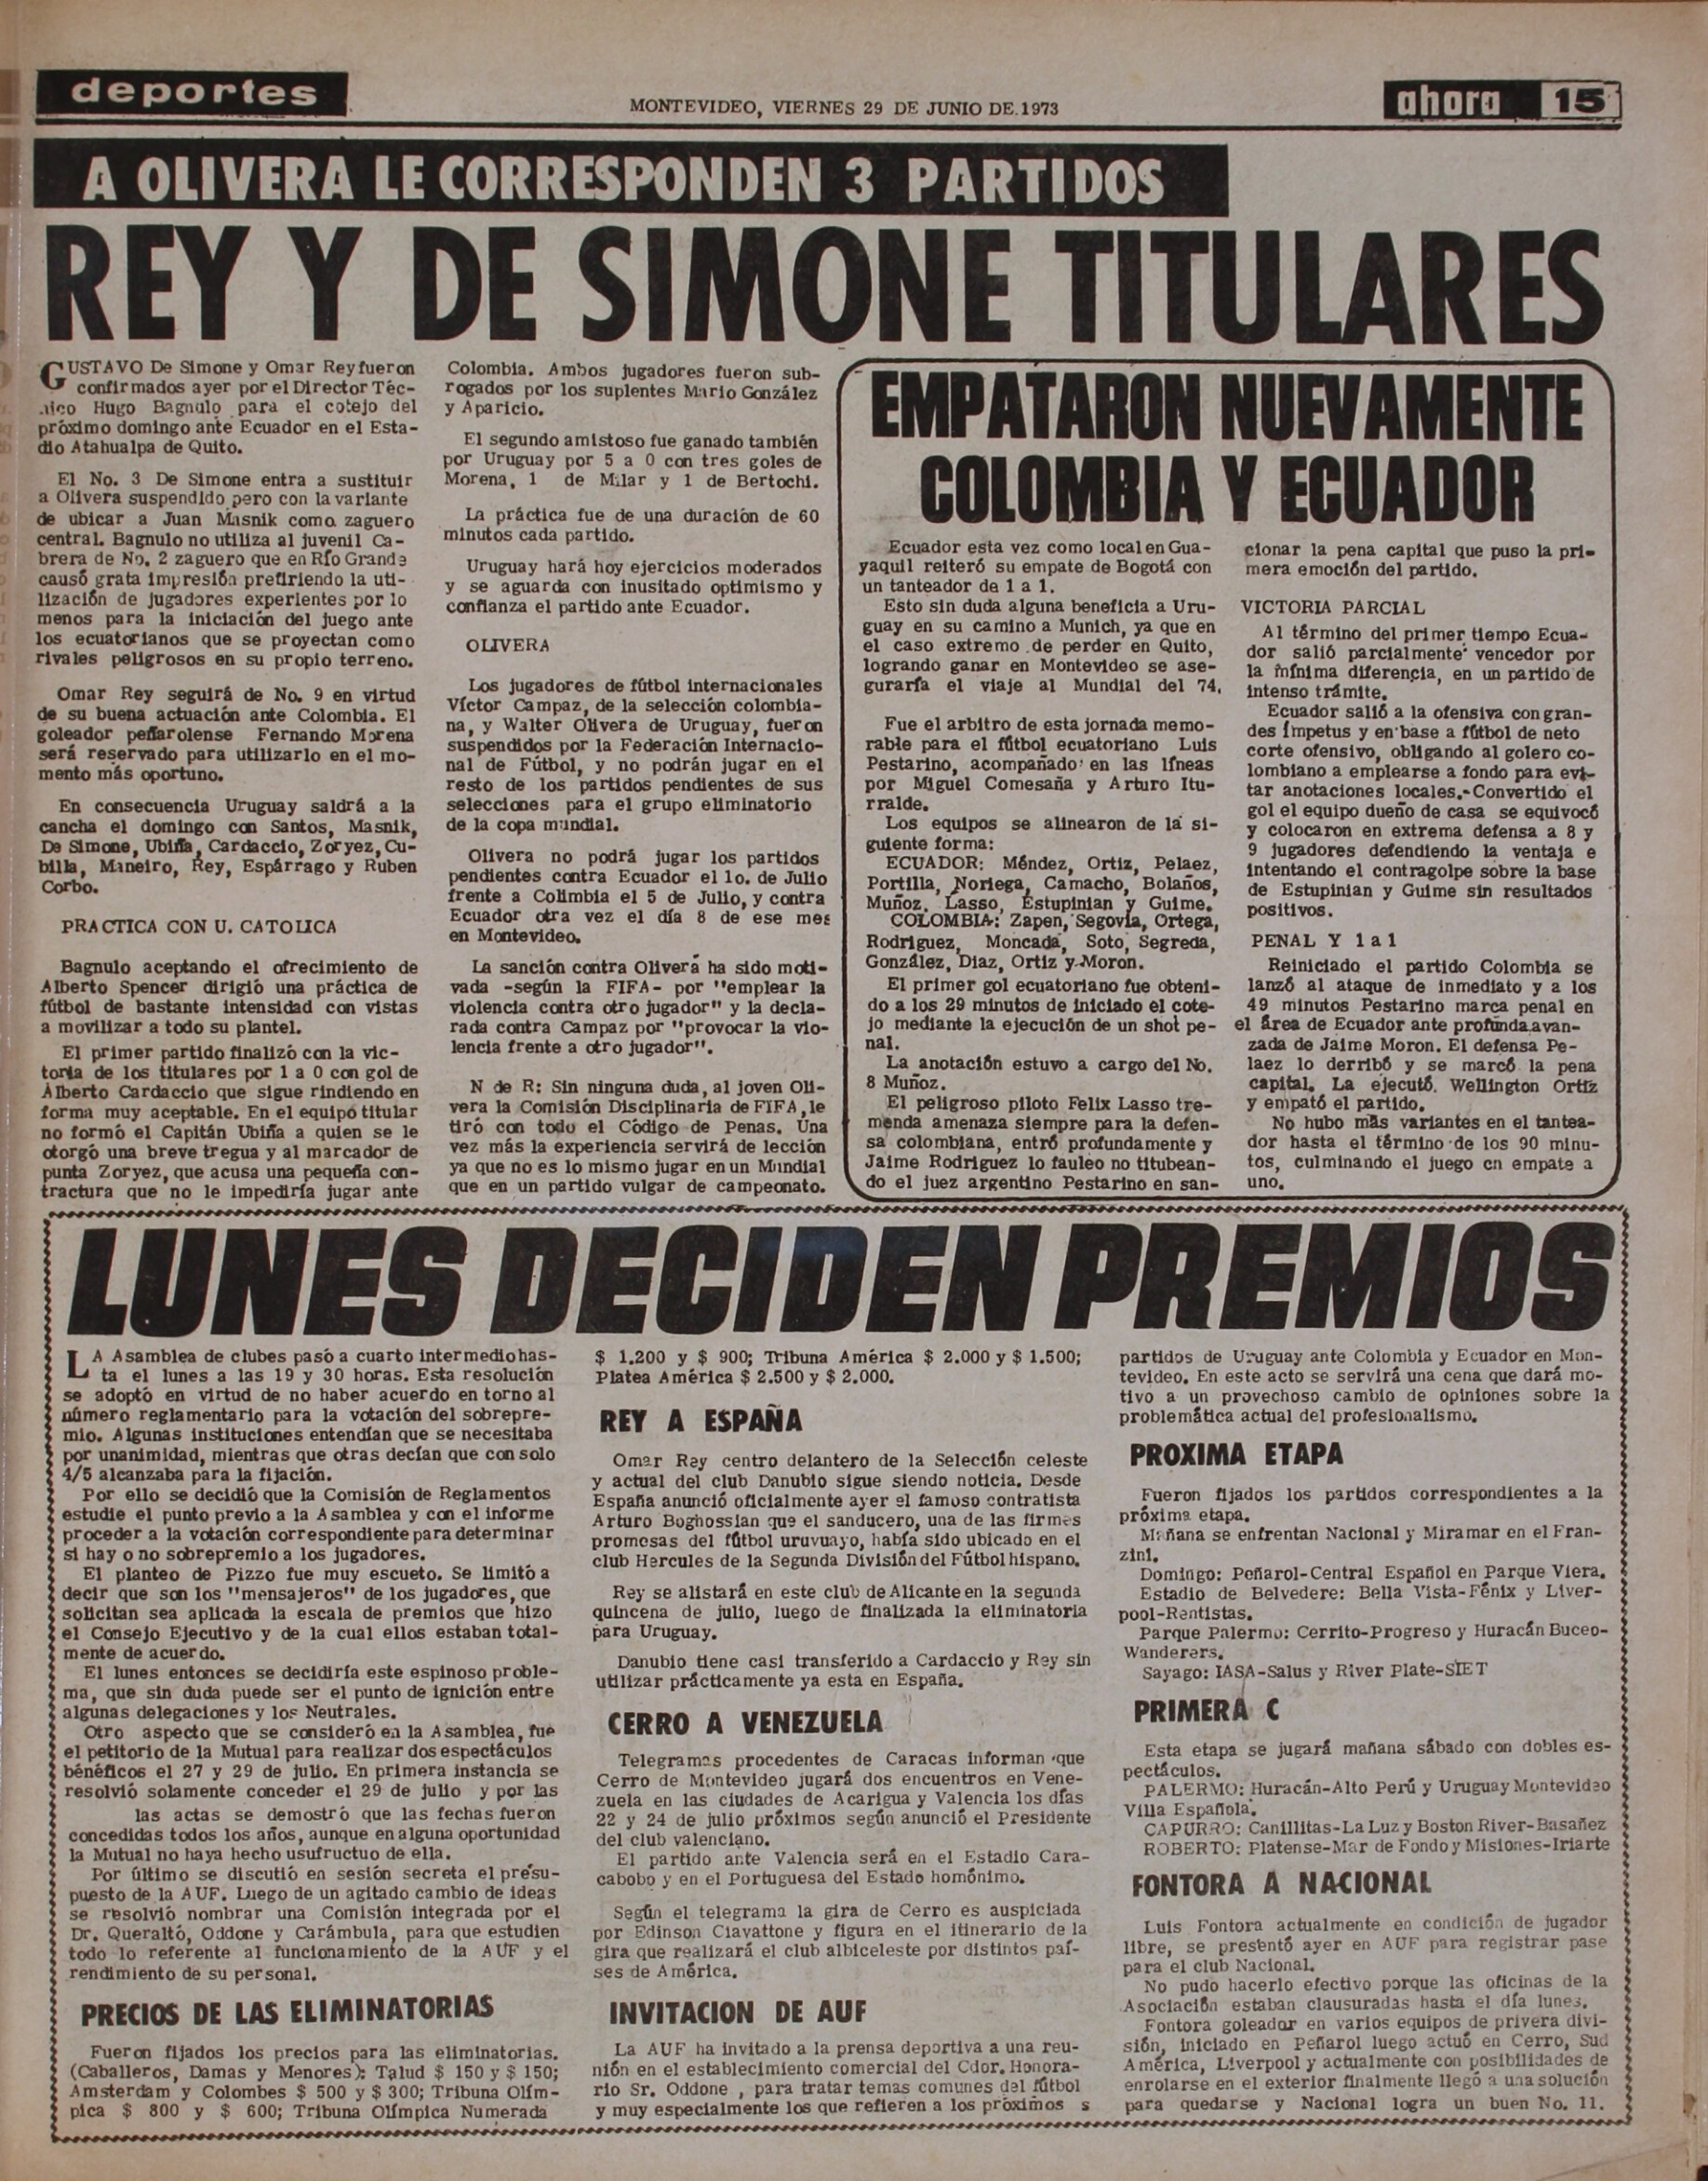 deportes
MONTEVIDEO, VIERNES 29 DE JUNIO DE.1973
ahora 15
A OLIVERA LE CORRESPONDEN 3 PARTIDOS
REY Y DE SIMONE TITULARES
GUSTAVO De Simone y Omar Rey fueron
confirmados ayer por el Director Téc-
nico Hugo Bagnulo para el cotejo del
próximo domingo ante Ecuador en el Esta-
dio Atahualpa de Quito.
El No. 3 De Simone entra a sustituir
a Olivera suspendido pero con la variante
de ubicar a Juan Masnik como zaguero
central. Bagnulo no utiliza al juvenil Ca-
brera de No. 2 zaguero que en Río Grande
causó grata impresión prefiriendo la uti-
lización de jugadores experientes por lo
menos para la iniciación del juego ante
los ecuatorianos que se proyectan como
rivales peligrosos en su propio terreno.
Omar Rey seguirá de No. 9 en virtud
de su buena actuación ante Colombia. El
goleador peñarolense Fernando Morena
será reservado para utilizarlo en el mo-
mento más oportuno.
En consecuencia Uruguay saldrá a la
cancha el domingo con Santos, Masnik,
De Simone, Ubiña, Cardaccio, Zoryez, Cu-
billa, Maneiro, Rey, Espárrago y Ruben
Corbo.
PRACTICA CON U. CATOLICA
Bagnulo aceptando el ofrecimiento de
Alberto Spencer dirigió una práctica de
fútbol de bastante intensidad con vistas
a movilizar a todo su plantel.
El primer partido finalizó con la vic-
toria de los titulares por 1 a 0 con gol de
Alberto Cardaccio que sigue rindiendo en
forma muy aceptable. En el equipo titular
no formó el Capitán Ubiña a quien se le
otorgó una breve tregua y al marcador de
punta Zoryez, que acusa una pequeña con-
tractura que no le impediría jugar ante
Colombia. Ambos jugadores fueron sub-
rogados por los suplentes Mario González
y Aparicio.
El segundo amistoso fue ganado también
por Uruguay por 5 a 0 con tres goles de
Morena, 1 de Milar y 1 de Bertochi.
La práctica fue de una duración de 60
minutos cada partido.
Uruguay hará hoy ejercicios moderados
y se aguarda con inusitado optimismo y
confianza el partido ante Ecuador.
OLIVERA
Los jugadores de fútbol internacionales
Víctor Campaz, de la selección colombia-
na, y Walter Olivera de Uruguay, fueron
suspendidos por la Federación Internacio-
nal de Fútbol, y no podrán jugar en el
resto de los partidos pendientes de sus
selecciones para el grupo eliminatorio
de la copa mundial.
Olivera no podrá jugar los partidos
pendientes contra Ecuador el 1o. de Julio
frente a Colimbia el 5 de Julio, y contra
Ecuador otra vez el día 8 de ese mes
en Montevideo.
La sanción contra Olivera ha sido moti-
vada -según la FIFA- por "emplear la
violencia contra otro jugador" y la decla-
rada contra Campaz por "provocar la vio-
lencia frente a otro jugador".
N de R: Sin ninguna duda, al joven Oli-
vera la Comisión Disciplinaria de FIFA, le
tiró con todo el Código de Penas. Una
vez más la experiencia servirá de lección
ya que no es lo mismo jugar en un Mundial
que en un partido vulgar de campeonato.
EMPATARON NUEVAMENTE
COLOMBIA Y ECUADOR
Ecuador esta vez como local en Gua-
yaquil reiteró su empate de Bogotá con
un tanteador de 1 a 1.
Esto sin duda alguna beneficia a Uru-
guay en su camino a Munich, ya que en
el caso extremo de perder en Quito,
logrando ganar en Montevideo se ase-
guraría el viaje al Mundial del 74.
Fue el arbitro de esta jornada memo-
rable para el fútbol ecuatoriano Luis
Pestarino, acompañado en las líneas
por Miguel Comesaña y Arturo Itu-
rralde.
Los equipos se alinearon de la si-
guiente forma:
ECUADOR: Méndez, Ortiz, Pelaez,
Portilla, Noriega, Camacho, Bolaños,
Muñoz, Lasso, Estupinian y Guime.
COLOMBIA: Zapen, Segovia, Ortega,
Rodriguez, Moncada, Soto, Segreda,
González, Diaz, Ortiz y Moron.
El primer gol ecuatoriano fue obteni-
do a los 29 minutos de iniciado el cote-
jo mediante la ejecución de un shot pe-
nal.
La anotación estuvo a cargo del No.
8 Muñoz.
El peligroso piloto Felix Lasso tre-
menda amenaza siempre para la defen-
sa colombiana, entró profundamente y
Jaime Rodriguez lo fauleo no titubean-
do el juez argentino Pestarino en san-
cionar la pena capital que puso la pri-
mera emoción del partido.
VICTORIA PARCIAL
Al término del primer tiempo Ecua-
dor salió parcialmente vencedor por
la mínima diferencia, en un partido de
intenso trámite.
Ecuador salió a la ofensiva con gran-
des ímpetus y en base a fútbol de neto
corte ofensivo, obligando al golero co-
lombiano a emplearse a fondo para evi-
tar anotaciones locales.-Convertido el
gol el equipo dueño de casa se equivocó
y colocaron en extrema defensa a 8 y
9 jugadores defendiendo la ventaja e
intentando el contragolpe sobre la base
de Estupinian y Guime sin resultados
positivos.
PENAL Y 1 a 1
Reiniciado el partido Colombia se
lanzó al ataque de inmediato y a los
49 minutos Pestarino marca penal en
el área de Ecuador ante profunda avan-
zada de Jaime Moron. El defensa Pe-
laez lo derribó y se marcó la pena
capital. La ejecutó. Wellington Ortiz
y empató el partido.
No hubo más variantes en el tantea-
dor hasta el término de los 90 minu-
tos, culminando el juego en empate a
uno.
LUNES DECIDEN PREMIOS
LA Asamblea de clubes pasó a cuarto intermedio has-
ta el lunes a las 19 y 30 horas. Esta resolución
se adoptó en virtud de no haber acuerdo en torno al
número reglamentario para la votación del sobrepre-
mio. Algunas instituciones entendían que se necesitaba
por unanimidad, mientras que otras decían que con solo
4/5 alcanzaba para la fijación.
Por ello se decidió que la Comisión de Reglamentos
estudie el punto previo a la Asamblea y con el informe
proceder a la votación correspondiente para determinar
si hay o no sobrepremio a los jugadores.
El planteo de Pizzo fue muy escueto. Se limitó a
decir que son los "mensajeros" de los jugadores, que
solicitan sea aplicada la escala de premios que hizo
el Consejo Ejecutivo y de la cual ellos estaban total-
mente de acuerdo.
El lunes entonces se decidiría este espinoso proble-
ma, que sin duda puede ser el punto de ignición entre
algunas delegaciones y los Neutrales.
Otro aspecto que se consideró en la Asamblea, fue
el petitorio de la Mutual para realizar dos espectáculos
bénéficos el 27 y 29 de julio. En primera instancia se
resolvió solamente conceder el 29 de julio y por las
las actas se demostró que las fechas fueron
concedidas todos los años, aunque en alguna oportunidad
la Mutual no haya hecho usufructuo de ella.
Por último se discutió en sesión secreta el presu-
puesto de la AUF. Luego de un agitado cambio de ideas
se resolvió nombrar una Comisión integrada por el
Dr. Queraltó, Oddone y Carámbula, para que estudien
todo lo referente al funcionamiento de la AUF y el
rendimiento de su personal.
PRECIOS DE LAS ELIMINATORIAS
Fueron fijados los precios para las eliminatorias.
(Caballeros, Damas y Menores): Talud $ 150 y $ 150;
Amsterdam y Colombes $ 500 y $ 300; Tribuna Olím-
pica $ 800 y $ 600; Tribuna Olímpica Numerada
$ 1.200 y $ 900; Tribuna América $ 2.000 y $ 1.500;
Platea América $ 2.500 y $ 2.000.
REY A ESPAÑA
Omar Rey centro delantero de la Selección celeste
y actual del club Danubio sigue siendo noticia. Desde
España anunció oficialmente ayer el famoso contratista
Arturo Boghossian que el sanducero, una de las firmes
promesas del fútbol uruvuayo, había sido ubicado en el
club Hercules de la Segunda División del Fútbol hispano.
Rey se alistará en este club de Alicante en la segunda
quincena de julio, luego de finalizada la eliminatoria
para Uruguay.
Danubio tiene casi transferido a Cardaccio y Rey sin
utilizar prácticamente ya esta en España.
CERRO A VENEZUELA
Telegramas procedentes de Caracas informan que
Cerro de Montevideo jugará dos encuentros en Vene-
zuela en las ciudades de Acarigua y Valencia los días
22 y 24 de julio próximos según anunció el Presidente
del club valenciano.
El partido ante Valencia será en el Estadio Cara-
cabobo y en el Portuguesa del Estado homónimo.
Según el telegrama la gira de Cerro es auspiciada
por Edinson Ciavattone y figura en el itinerario de la
gira que realizará el club albiceleste por distintos paí-
ses de América.
INVITACION DE AUF
La AUF ha invitado a la prensa deportiva a una reu-
nión en el establecimiento comercial del Cdor. Honora-
rio Sr. Oddone , para tratar temas comunes del fútbol
y muy especialmente los que refieren a los próximos s
partidos de Uruguay ante Colombia y Ecuador en Mon-
tevideo. En este acto se servirá una cena que dará mo-
tivo a un provechoso cambio de opiniones sobre la
problemática actual del profesionalismo.
PROXIMA ETAPA
Fueron fijados los partidos correspondientes a la
próxima etapa.
Mañana se enfrentan Nacional y Miramar en el Fran-
zini.
Domingo: Peñarol-Central Español en Parque Viera.
Estadio de Belvedere: Bella Vista-Fénix y Liver-
pool-Rentistas.
Parque Palermo: Cerrito-Progreso y Huracán Buceo-
Wanderers.
Sayago: IASA-Salus y River Plate-SIET
PRIMERA C
Esta etapa se jugará mañana sábado con dobles es-
pectáculos.
PALERMO: Huracán-Alto Perú y Uruguay Montevideo
Villa Española.
CAPURRO: Canillitas-La Luz y Boston River-Basañez
ROBERTO: Platense-Mar de Fondo y Misiones-Iriarte
FONTORA A NACIONAL
Luis Fontora actualmente en condición de jugador
libre, se presentó ayer en AUF para registrar pase
para el club Nacional.
No pudo hacerlo efectivo porque las oficinas de la
Asociación estaban clausuradas hasta el día lunes.
Fontora goleador en varios equipos de privera divi-
sión, iniciado en Peñarol luego actuó en Cerro, Sud
América, Liverpool y actualmente con posibilidades de
enrolarse en el exterior finalmente llegó a una solución
para quedarse y Nacional logra un buen No. 11.